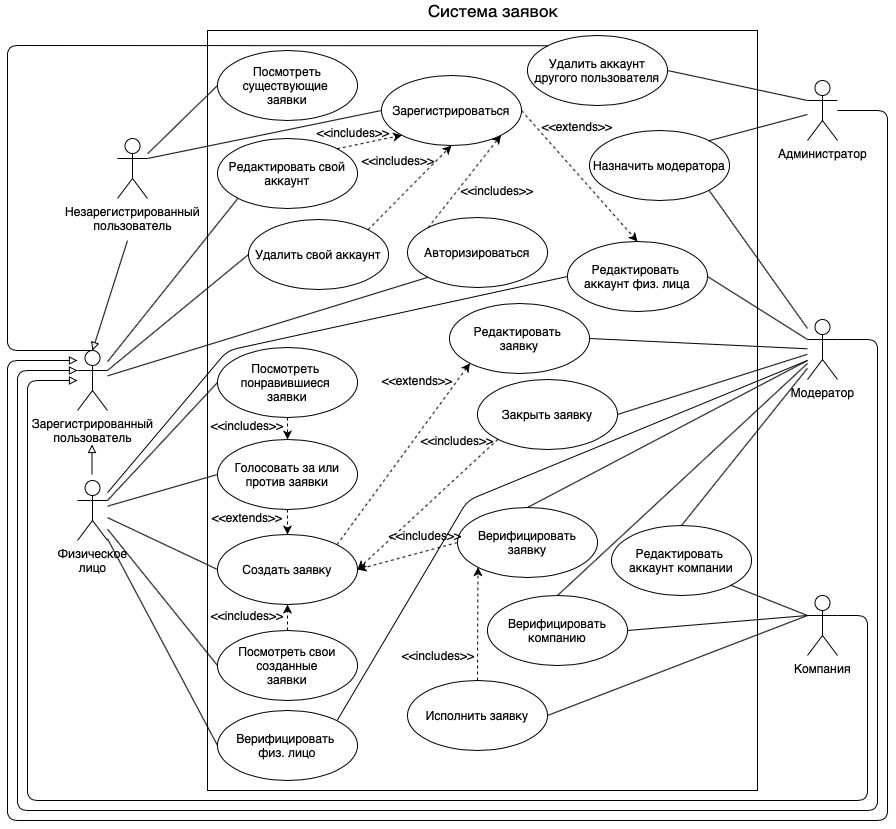 Система заявок
Посмотреть
существующие
заявки
Зарегистрироваться
Удалить аккаунт
другого пользователя
Администратор
<<includes>>
<<extends>>
Незарегистрированный
пользователь
Редактировать свой
аккаунт
<<includes>>
<<includes>>
Назначить модератора
Удалить свой аккаунт
Авторизироваться
Редактировать
аккаунт физ. лица
Зарегистрированный
пользователь
Посмотреть
понравившиеся
заявки
<<extends>>
Редактировать
заявку
Модератор
<<includes>>
Закрыть заявку
<<includes>>
Голосовать за или
против заявки
<<extends>>
Физическое
лицо
Создать заявку
<<includes>>
Верифицировать
заявку
Редактировать
аккаунт компании
<<includes>>
Посмотреть свои
созданные
заявки
Верифицировать
компанию
Компания
<<includes>>
Верифицировать
физ. лицо
Исполнить заявку